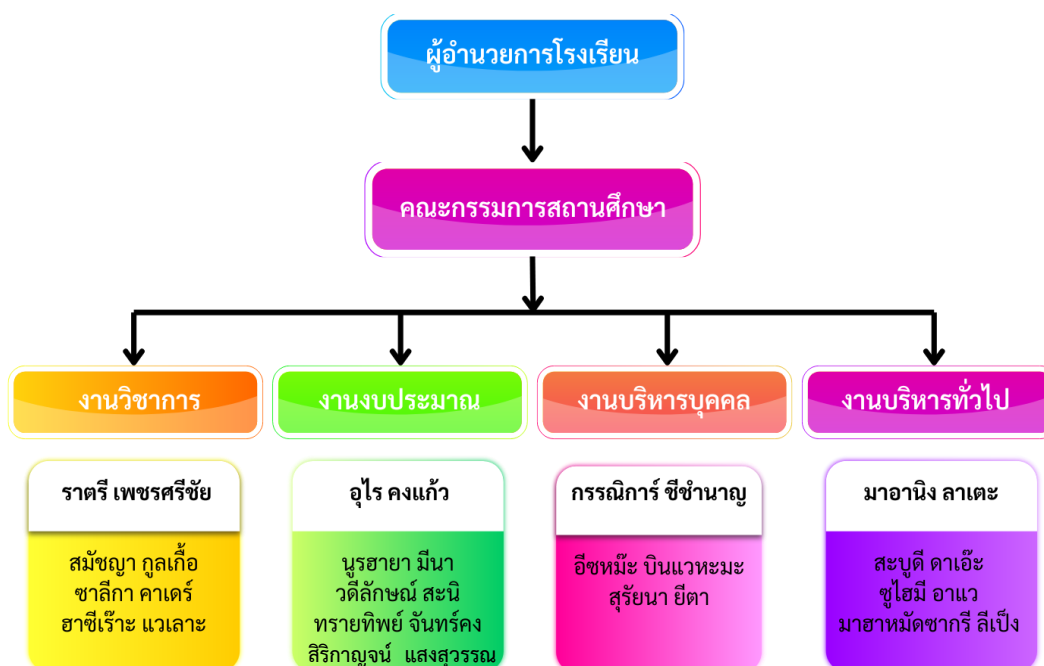 ผู้อำนวยการโรงเรียน
คณะกรรมการสถานศึกษา
งานวิชาการ
งานงบประมาณ
งานบริหารบุคคล
งานบริหารทั่วไป
ราตรี เพชรศรีชัย
สมัชญา กูลเกื้อ
ซาลีกา คาเดร์
ฮาซีเร๊าะ แวเลาะ
อุไร คงแก้ว
นูรฮายา มีนา
วดีลักษณ์ สะนิ
ทรายทิพย์ จันทร์คง
สิริกาญจน์ แสงสุวรรณ
กรรณิการ์ ชีชำนาญ
อีซหม๊ะ บินแวหะมะ
สุรัยนา ยีตา
มาอานิง ลาเตะ
สะบูดี ดาเอ๊ะ
ซูไฮมี อาแว
มาฮาหมัดซากรี ลีเป็ง